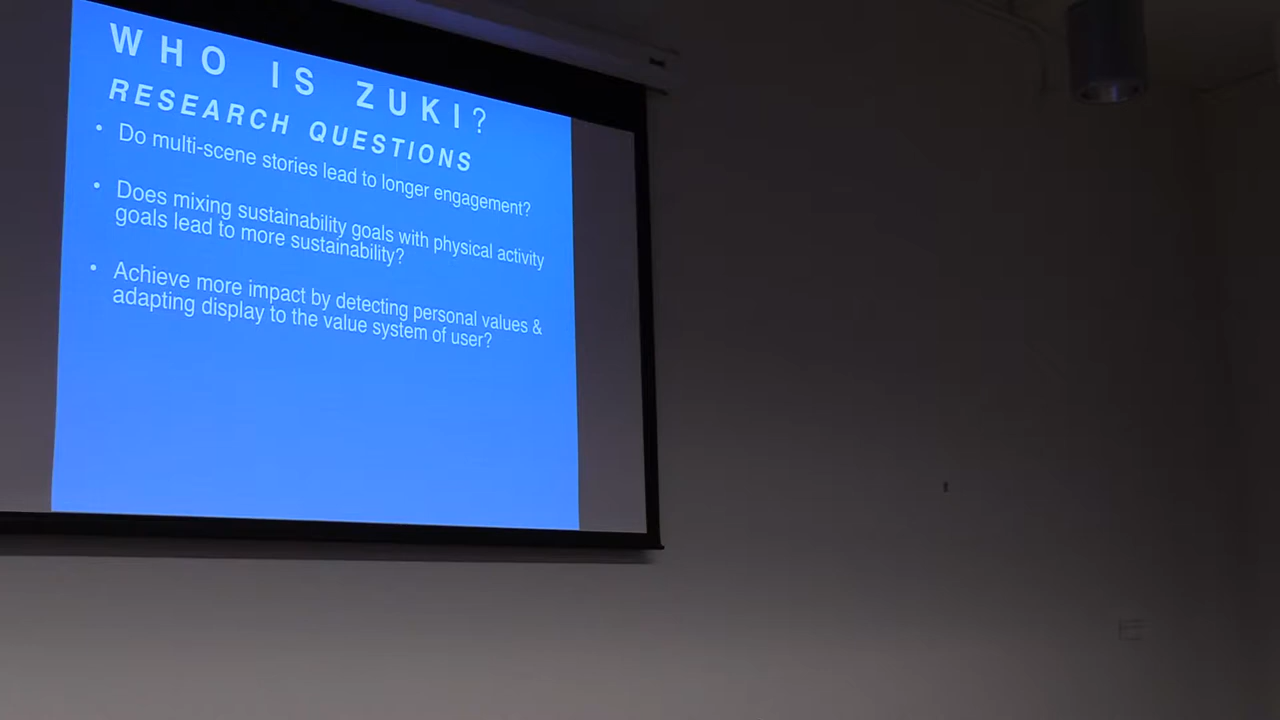 WHO IS ZUKI?
RESEARCH QUESTIONS
• Do multi-scene stories lead to longer engagement?
• Does mixing sustainability goals with physical activity
goals lead to more sustainability?
• Achieve more impact by detecting personal values &
adapting display to the value system of user?